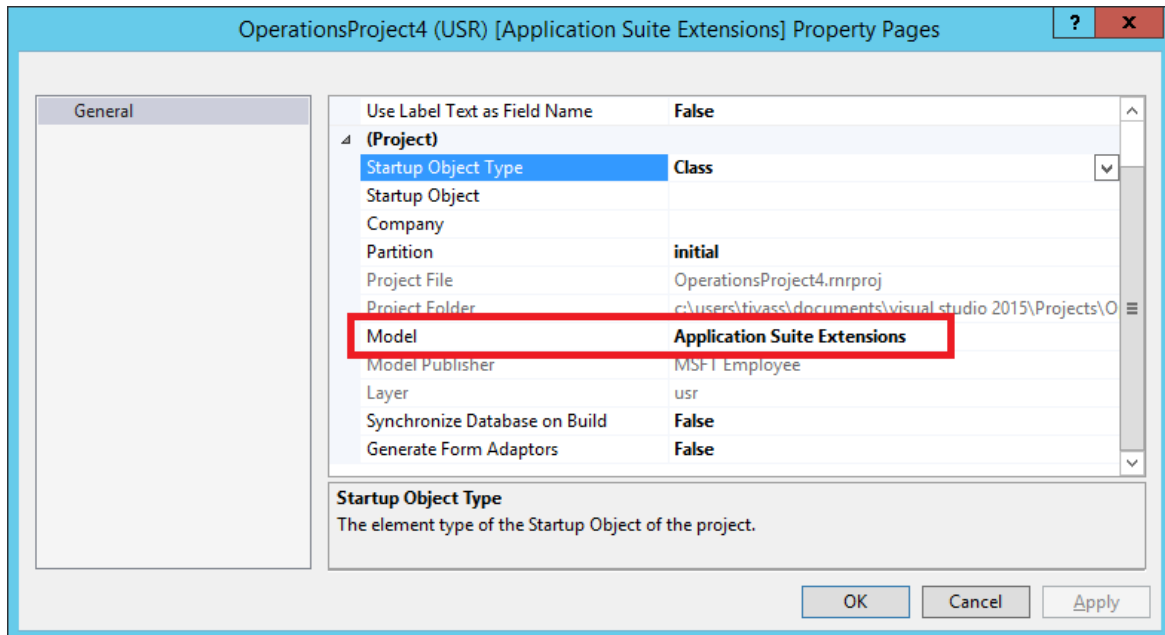 OperationsProject4 (USR) [Application Suite Extensions] Property Pages
?
x
General
Use Label Text as Field Name False
(Project)
Startup Object Type Class
Startup Object
Company
Partition initial
Project File OperationsProject4.rnrproj
Project Folder c:\users\tivass\documents\visual studio 2015\Projects\O
Model Application Suite Extensions
Model Publisher MSFT Employee
Layer usr
Synchronize Database on Build False
Generate Form Adaptors False
Startup Object Type
The element type of the Startup Object of the project.
OK Cancel Apply